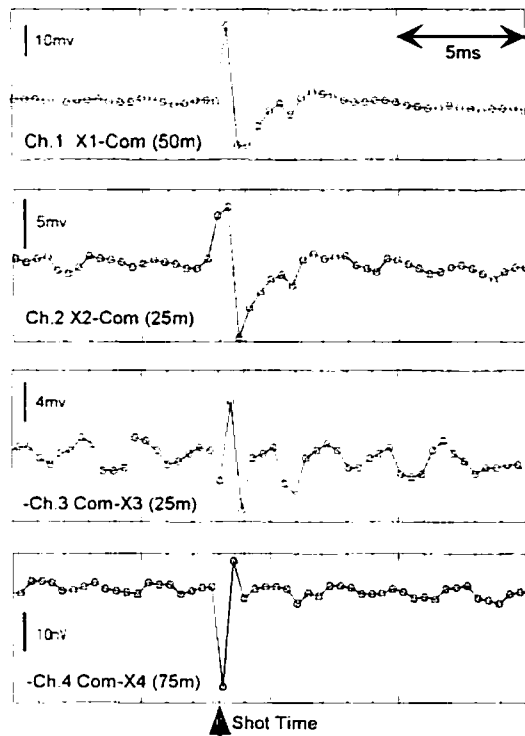 10mv
5ms
Ch.1 X1-Com (50m)
5mv
Ch.2 X2-Com (25m)
4mv
-Ch.3 Com-X3 (25m)
10mV
-Ch.4 Com-X4 (75m)
Shot Time